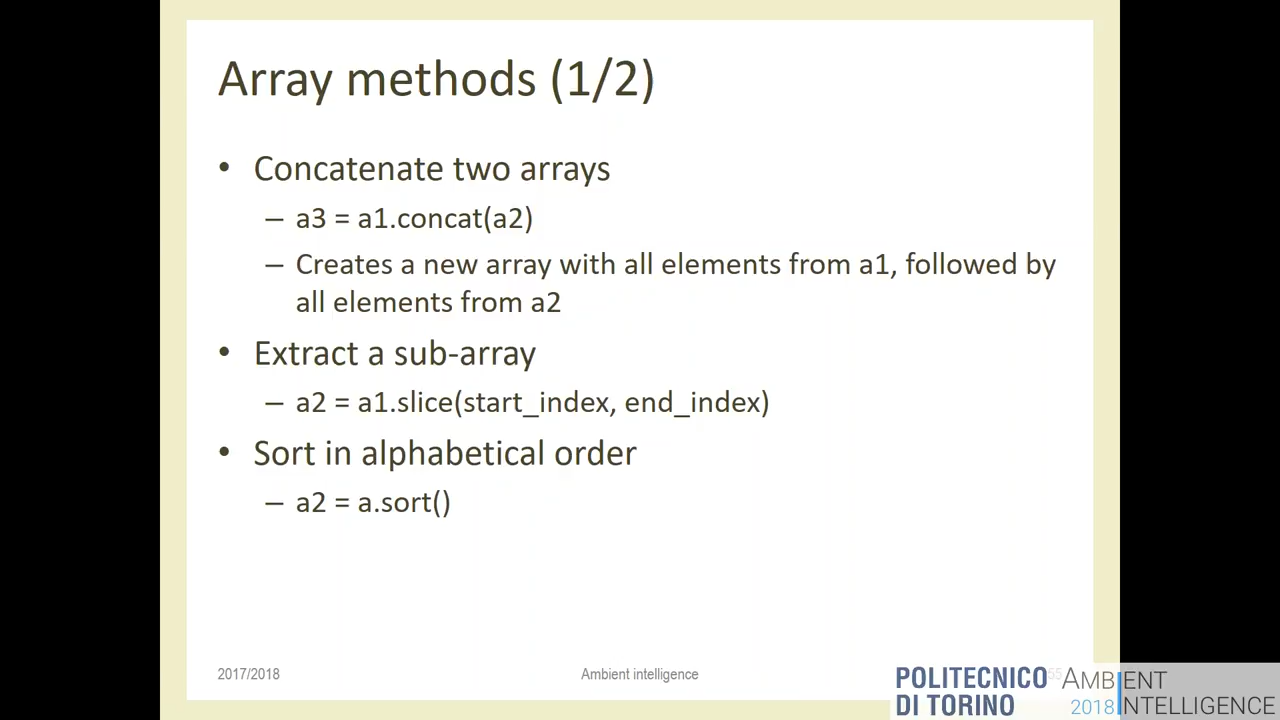 Array methods (1/2)
• Concatenate two arrays
– a3 = a1.concat(a2)
– Creates a new array with all elements from a1, followed by
all elements from a2
• Extract a sub-array
– a2 = a1.slice(start_index, end_index)
• Sort in alphabetical order
– a2 = a.sort()
2017/2018
Ambient intelligence
55
POLITECNICO
DI TORINO
AMBIENT
2018 INTELLIGENCE